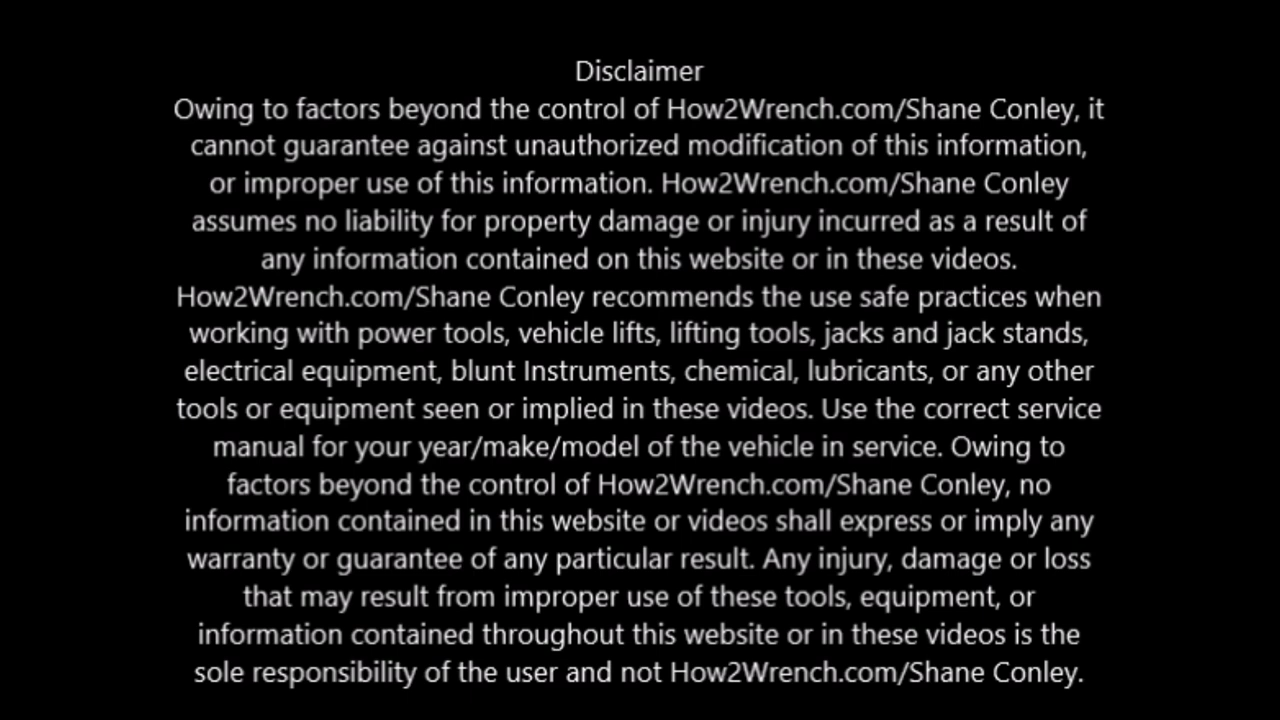 Disclaimer
Owing to factors beyond the control of How2Wrench.com/Shane Conley, it
cannot guarantee against unauthorized modification of this information,
or improper use of this information. How2Wrench.com/Shane Conley
assumes no liability for property damage or injury incurred as a result of
any information contained on this website or in these videos.
How2Wrench.com/Shane Conley recommends the use safe practices when
working with power tools, vehicle lifts, lifting tools, jacks and jack stands,
electrical equipment, blunt Instruments, chemical, lubricants, or any other
tools or equipment seen or implied in these videos. Use the correct service
manual for your year/make/model of the vehicle in service. Owing to
factors beyond the control of How2Wrench.com/Shane Conley, no
information contained in this website or videos shall express or imply any
warranty or guarantee of any particular result. Any injury, damage or loss
that may result from improper use of these tools, equipment, or
information contained throughout this website or in these videos is the
sole responsibility of the user and not How2Wrench.com/Shane Conley.